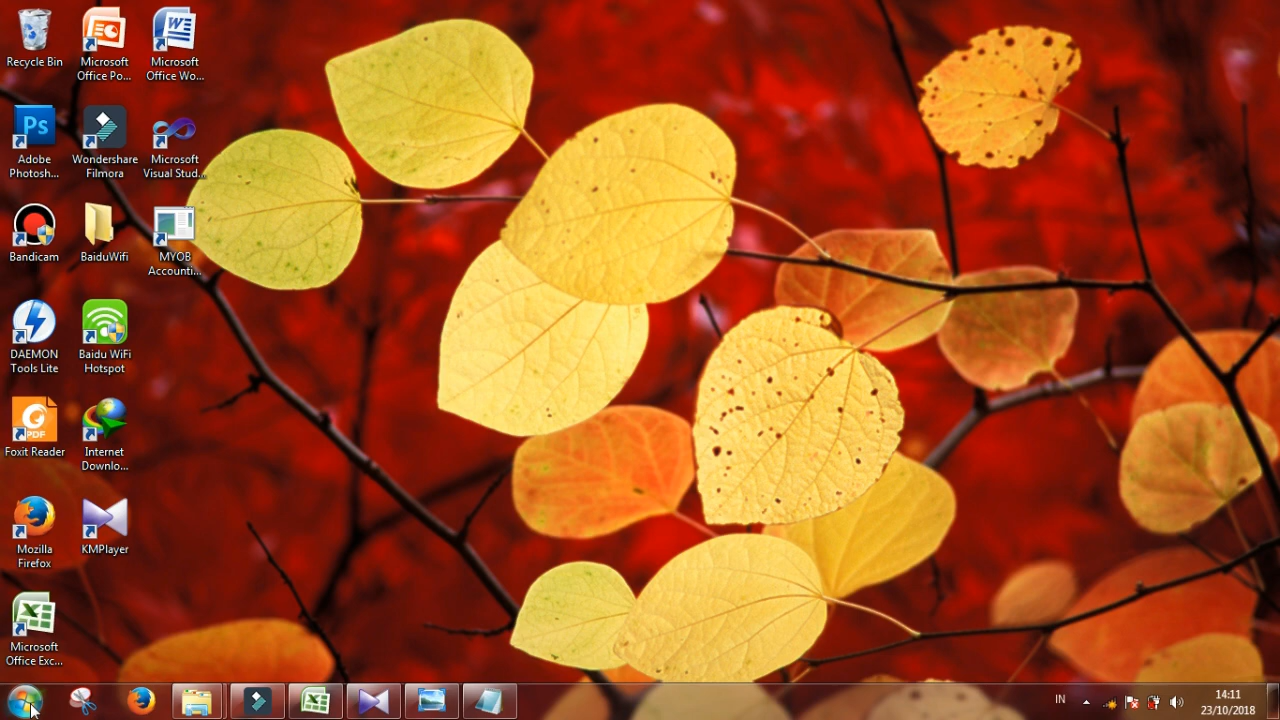 Recycle Bin
Microsoft
Office Po...
Microsoft
Office Wo...
Ps
Adobe
Photosh...
Wondershare
Filmora
Microsoft
Visual Stud...
Bandicam
BaiduWifi
MYOB
Accounti...
DAEMON
Tools Lite
Baidu WiFi
Hotspot
PDF
Foxit Reader
Internet
Downlo...
Mozilla
Firefox
KMPlayer
Microsoft
Office Exc...
IN
14:11
23/10/2018